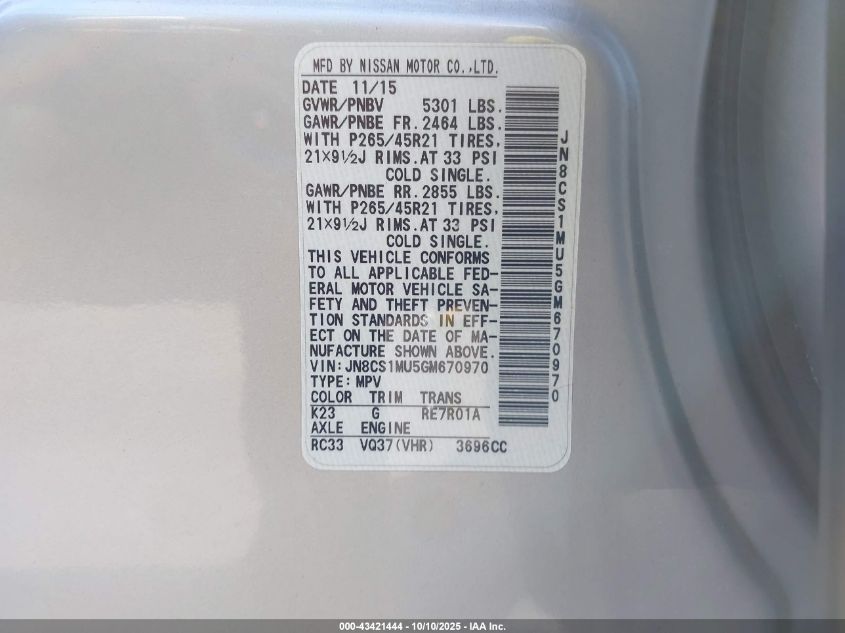 MFD BY NISSAN MOTOR CO.,LTD.
DATE 11/15
GVWR/PNBV 5301 LBS.
GAWR/PNBE FR. 2464 LBS.
WITH P265/45R21 TIRES,
21×9½J RIMS.AT 33 PSI
COLD SINGLE.
GAWR/PNBE RR. 2855 LBS.
WITH P265/45R21 TIRES,
21×9½J RIMS.AT 33 PSI
COLD SINGLE.
THIS VEHICLE CONFORMS
TO ALL APPLICABLE FED-
ERAL MOTOR VEHICLE SA-
FETY AND THEFT PREVEN-
TION STANDARDS IN EFF-
ECT ON THE DATE OF MA-
NUFACTURE SHOWN ABOVE.
VIN:JN8CS1MU5GM670970
TYPE:MPV
COLOR TRIM TRANS
K23 G RE7R01A
AXLE ENGINE
RC33 VQ37(VHR) 3696CC
JN8CS1MU5GM670970
000-43421444 - 10/10/2025 - IAA Inc.